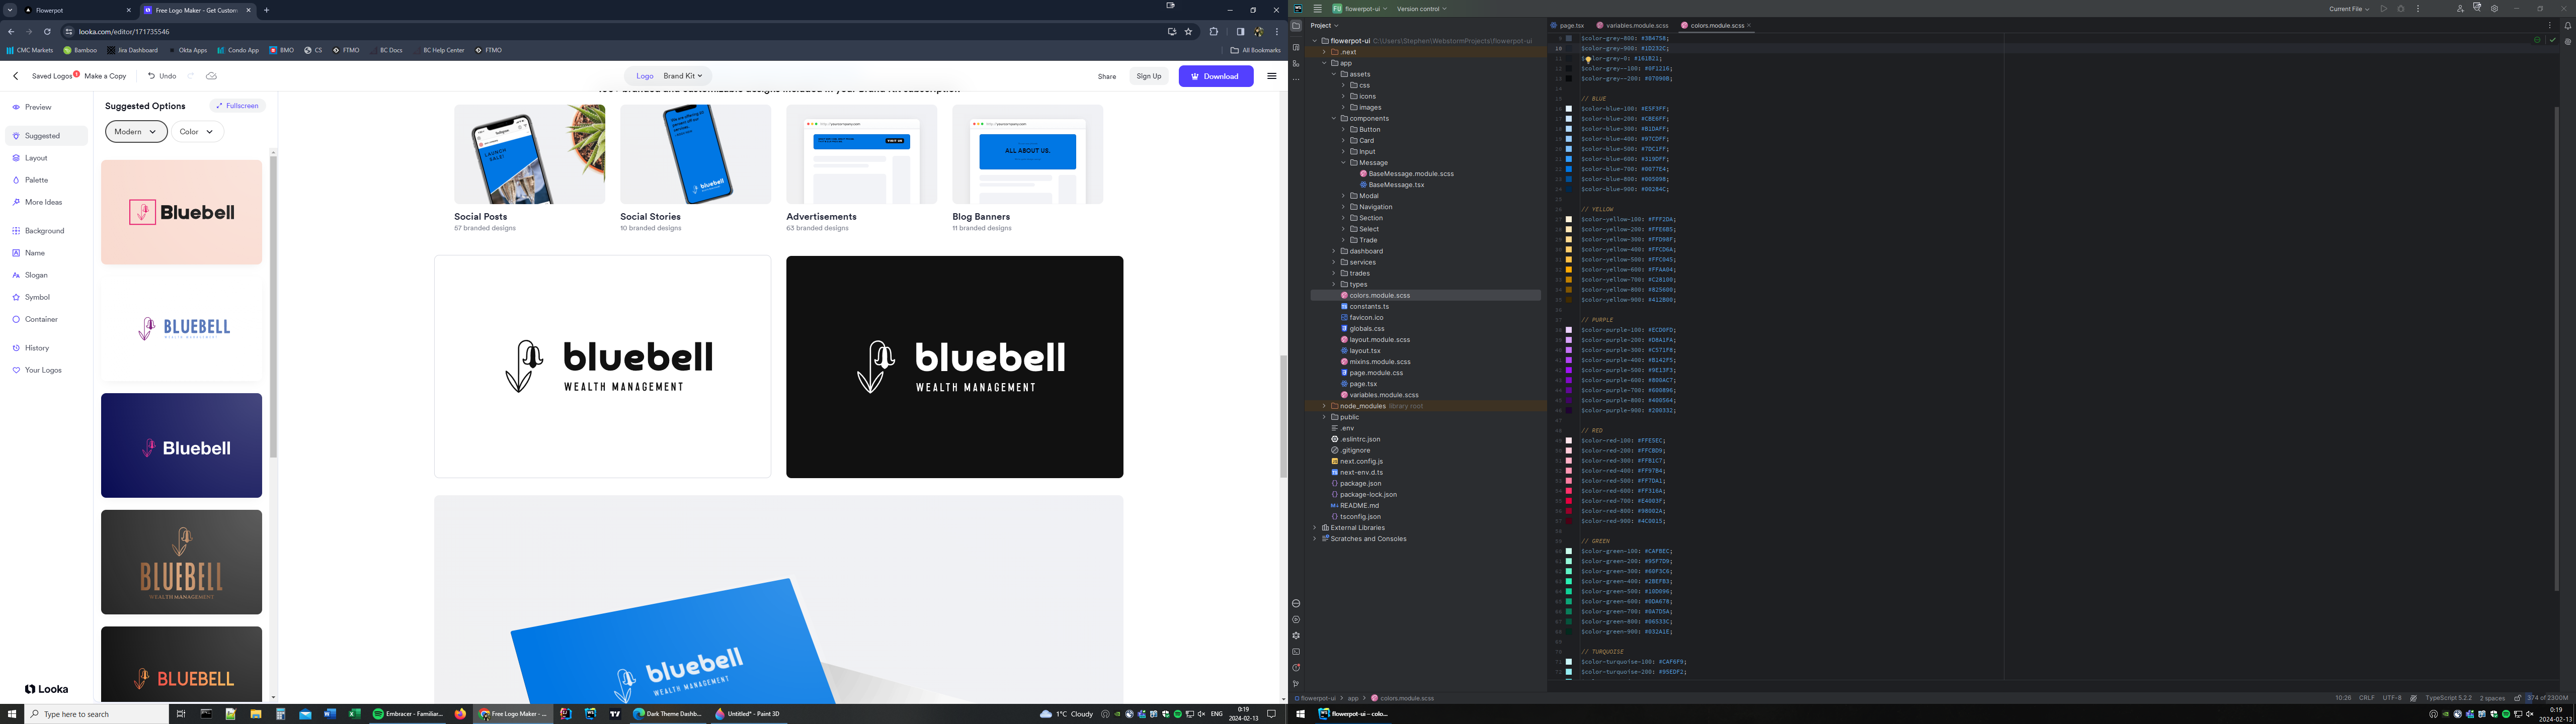 Flowerpot
Free Logo Maker - Get Custom
looka.com/editor/171735546
CMC Markets
Bamboo
Jira Dashboard
Okta Apps
Condo App
BMO
CS
FTMO
BC Docs
BC Help Center
FTMO
All Bookmarks
Saved Logos
Make a Copy
Undo
Logo
Brand Kit
Share
Sign Up
Download
Preview
Suggested
Layout
Palette
More Ideas
Background
Name
Slogan
Symbol
Container
History
Your Logos
Looka
Suggested Options
Fullscreen
Modern
Color
Bluebell
BLUEBELL
WEALTH MANAGEMENT
Bluebell
BLUEBELL
WEALTH MANAGEMENT
BLUEBELL
LAUNCH SALE!
bluebell
ALL ABOUT US.
Social Posts
57 branded designs
Social Stories
10 branded designs
Advertisements
63 branded designs
Blog Banners
11 branded designs
bluebell
WEALTH MANAGEMENT
bluebell
WEALTH MANAGEMENT
bluebell
WEALTH MANAGEMENT
Type here to search
Embracer - Familiar...
Free Logo Maker - ...
Dark Theme Dashb...
Untitled* - Paint 3D
1°C Cloudy
ENG
0:19
2024-02-13
FU
flowerpot-ui
Version control
Current File
Project
page.tsx
variables.module.scss
colors.module.scss
flowerpot-ui C:\Users\Stephen\WebstormProjects\flowerpot-ui
.next
app
assets
css
icons
images
components
Button
Card
Input
Message
BaseMessage.module.scss
BaseMessage.tsx
Modal
Navigation
Section
Select
Trade
dashboard
services
trades
types
colors.module.scss
constants.ts
favicon.ico
globals.css
layout.module.scss
layout.tsx
mixins.module.scss
page.module.css
page.tsx
variables.module.scss
node_modules library root
public
.env
.eslintrc.json
.gitignore
next.config.js
next-env.d.ts
package.json
package-lock.json
README.md
tsconfig.json
External Libraries
Scratches and Consoles
$color-grey-800: #3B4758;
$color-grey-900: #1D232C;
$color-grey-0: #161B21;
$color-grey--100: #0F1216;
$color-grey--200: #07090B;
// BLUE
$color-blue-100: #E5F3FF;
$color-blue-200: #CBE6FF;
$color-blue-300: #B1DAFF;
$color-blue-400: #97CDFF;
$color-blue-500: #7DC1FF;
$color-blue-600: #319DFF;
$color-blue-700: #0077E4;
$color-blue-800: #005098;
$color-blue-900: #00284C;
// YELLOW
$color-yellow-100: #FFF2DA;
$color-yellow-200: #FFE6B5;
$color-yellow-300: #FFD98F;
$color-yellow-400: #FFCD6A;
$color-yellow-500: #FFC045;
$color-yellow-600: #FFAA04;
$color-yellow-700: #C28100;
$color-yellow-800: #825600;
$color-yellow-900: #412B00;
// PURPLE
$color-purple-100: #ECD0FD;
$color-purple-200: #D8A1FA;
$color-purple-300: #C571F8;
$color-purple-400: #B142F5;
$color-purple-500: #9E13F3;
$color-purple-600: #800AC7;
$color-purple-700: #600896;
$color-purple-800: #400564;
$color-purple-900: #200332;
// RED
$color-red-100: #FFE5EC;
$color-red-200: #FFCBD9;
$color-red-300: #FFB1C7;
$color-red-400: #FF97B4;
$color-red-500: #FF7DA1;
$color-red-600: #FF316A;
$color-red-700: #E4003F;
$color-red-800: #98002A;
$color-red-900: #4C0015;
// GREEN
$color-green-100: #CAFBEC;
$color-green-200: #95F7D9;
$color-green-300: #60F3C6;
$color-green-400: #2BEFB3;
$color-green-500: #10D096;
$color-green-600: #0DA678;
$color-green-700: #0A7D5A;
$color-green-800: #06533C;
$color-green-900: #032A1E;
// TURQUOISE
$color-turquoise-100: #CAF6F9;
$color-turquoise-200: #95EDF2;
flowerpot-ui
app
colors.module.scss
10:26
CRLF
UTF-8
TypeScript 5.2.2
2 spaces
374 of 2300M
flowerpot-ui – colo...
0:19
2024-02-13